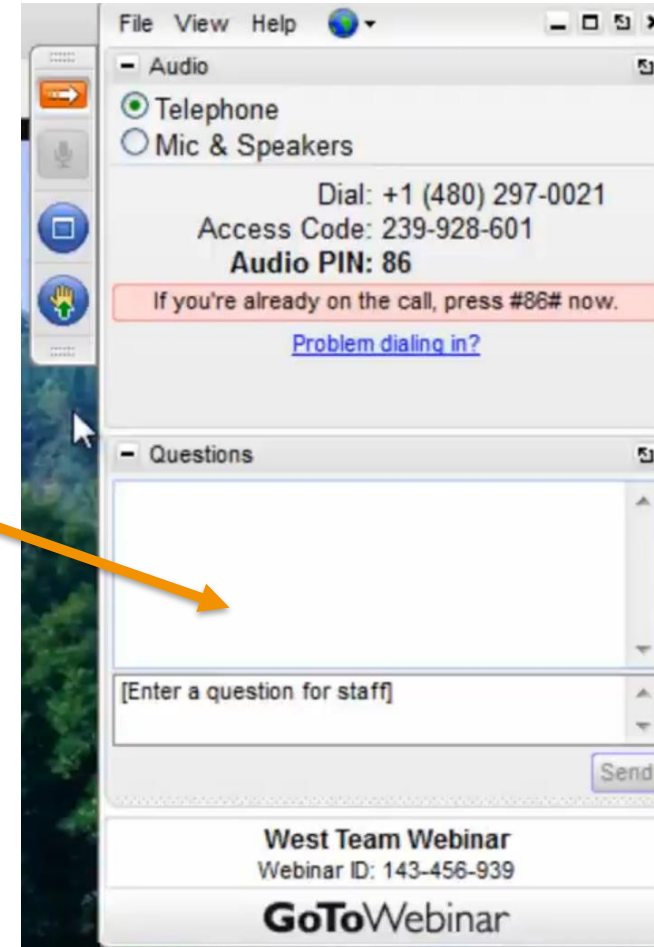 File View Help
Audio
Telephone
Mic & Speakers
Dial: +1 (480) 297-0021
Access Code: 239-928-601
Audio PIN: 86
If you're already on the call, press #86# now.
Problem dialing in?
Questions
[Enter a question for staff]
Send
West Team Webinar
Webinar ID: 143-456-939
GoToWebinar